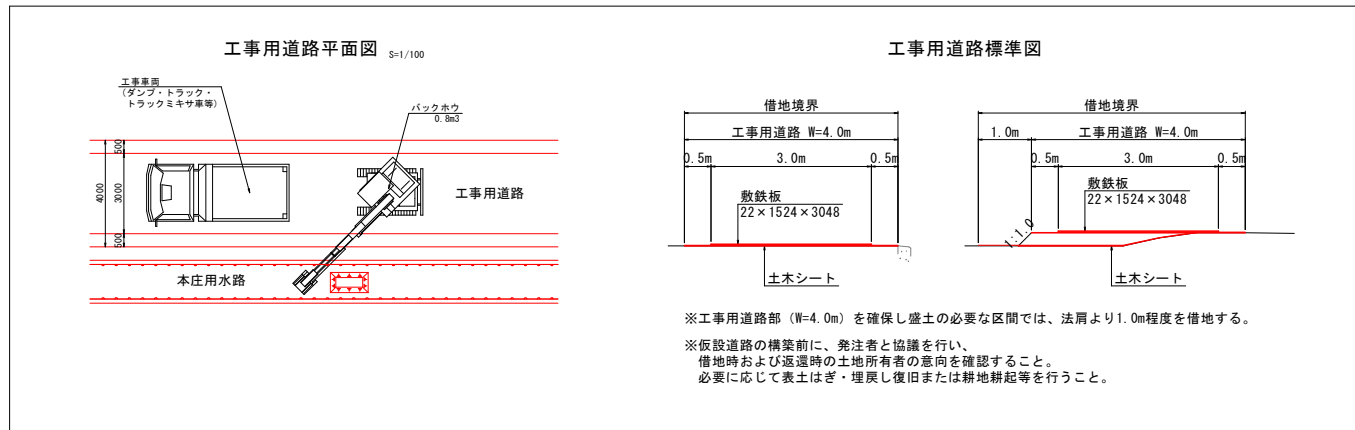 工事用道路平面図 S=1/100
工事車両
(ダンプ・トラック・
トラックミキサ車等)
バックホウ
0.8m3
500
3000
4000
500
工事用道路
本庄用水路
工事用道路標準図
借地境界
工事用道路 W=4.0m
0.5m 3.0m 0.5m
敷鉄板
22×1524×3048
土木シート
借地境界
1.0m 工事用道路 W=4.0m
0.5m 3.0m 0.5m
敷鉄板
22×1524×3048
1:1.0
土木シート
※工事用道路部 (W=4.0m) を確保し盛土の必要な区間では、法肩より1.0m程度を借地する。
※仮設道路の構築前に、発注者と協議を行い、
借地時および返還時の土地所有者の意向を確認すること。
必要に応じて表土はぎ・埋戻し復旧または耕地耕起等を行うこと。